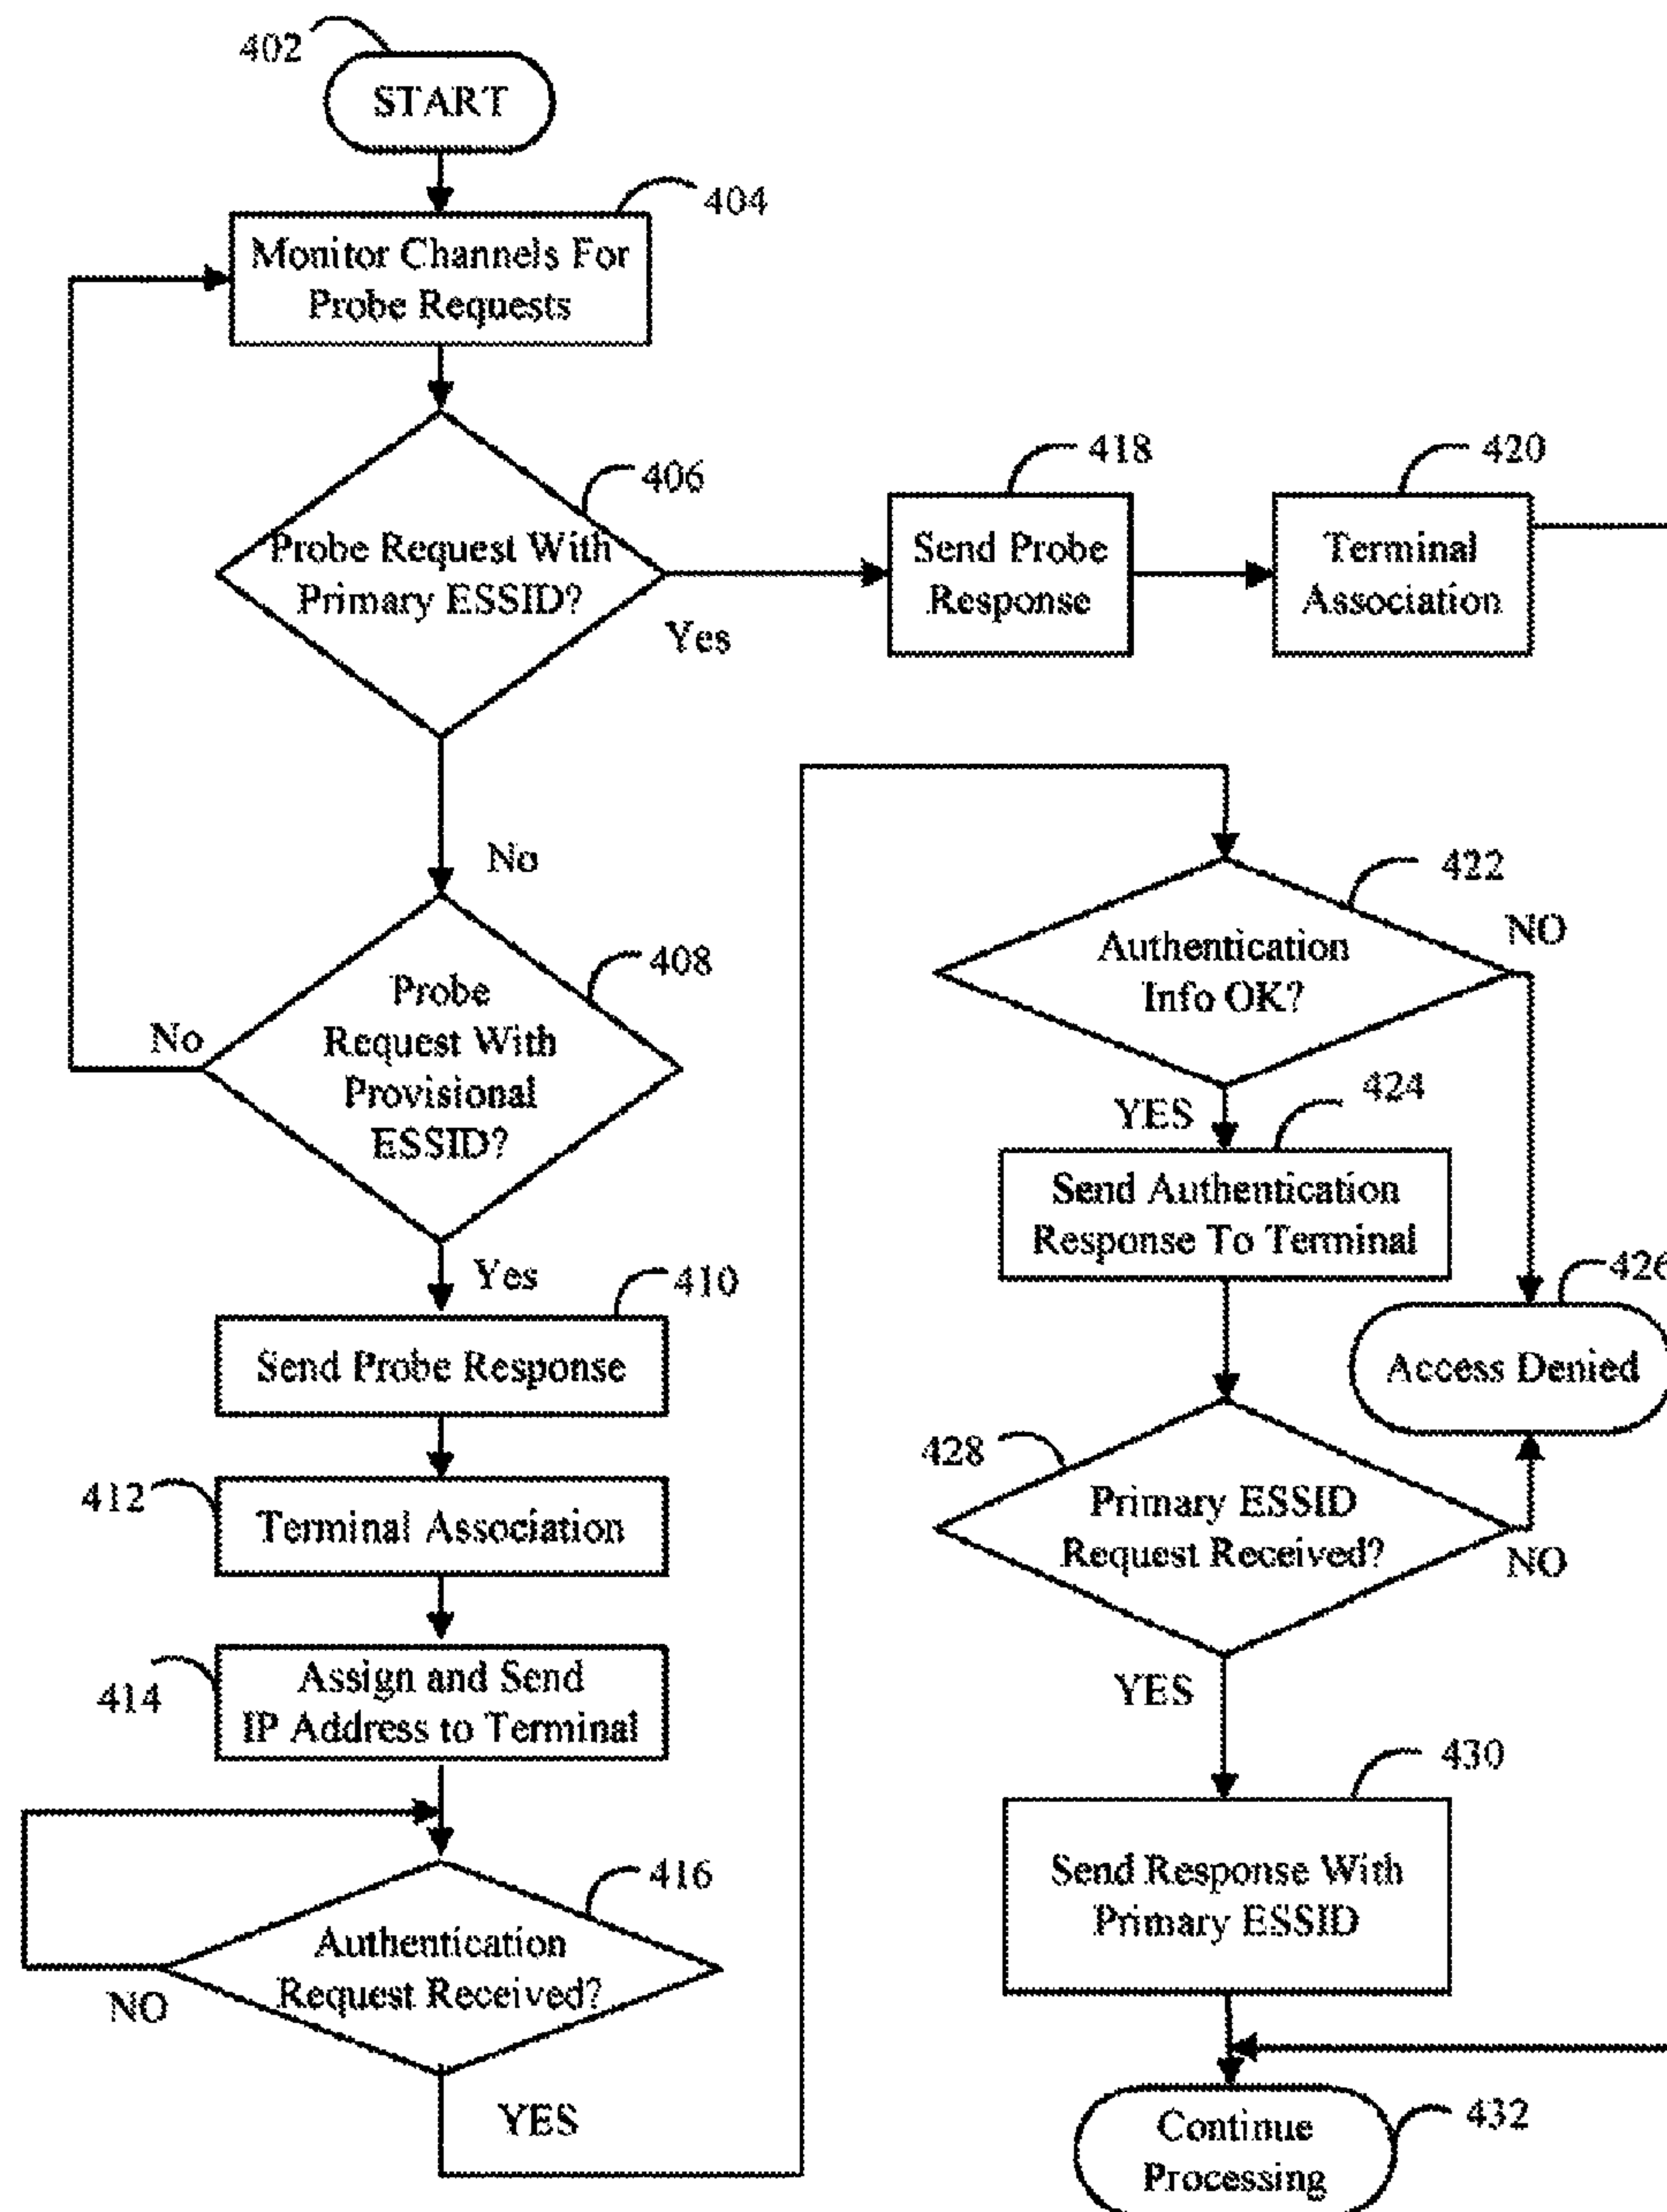 402
START
404
Monitor Channels For
Probe Requests
406
Probe Request With
Primary ESSID?
Yes
418
Send Probe
Response
420
Terminal
Association
No
408
Probe
Request With
Provisional
ESSID?
No
Yes
410
Send Probe Response
412
Terminal Association
414
Assign and Send
IP Address to Terminal
416
Authentication
Request Received?
NO
YES
422
Authentication
Info OK?
NO
YES
424
Send Authentication
Response To Terminal
426
Access Denied
428
Primary ESSID
Request Received?
NO
YES
430
Send Response With
Primary ESSID
432
Continue
Processing